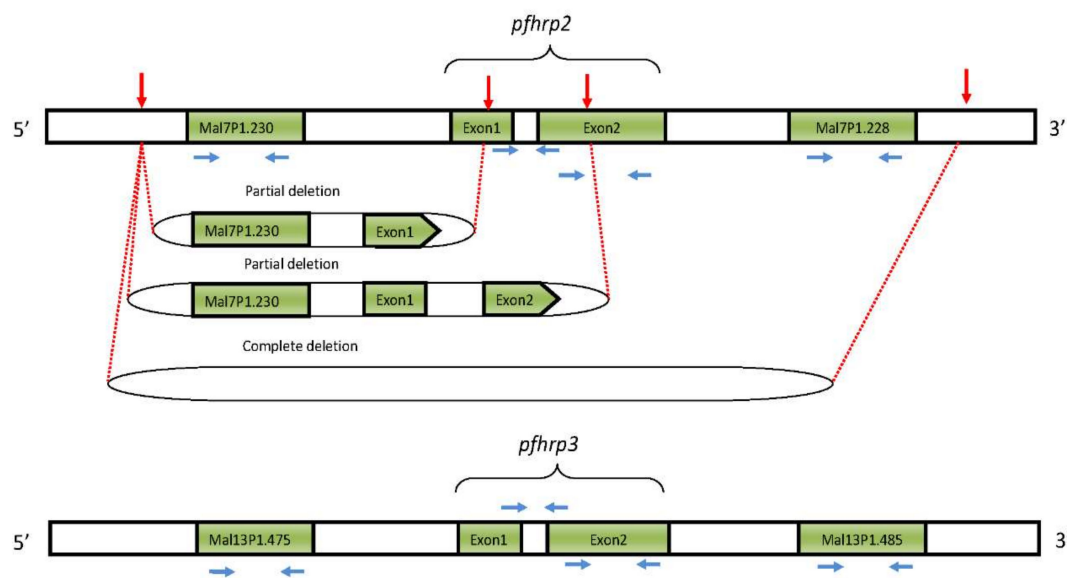 pfhrp2
5’ Mal7P1.230 Exon1 Exon2 Mal7P1.228 3’
Partial deletion
Mal7P1.230 Exon1
Partial deletion
Mal7P1.230 Exon1 Exon2
Complete deletion
pfhrp3
5’ Mal13P1.475 Exon1 Exon2 Mal13P1.485 3